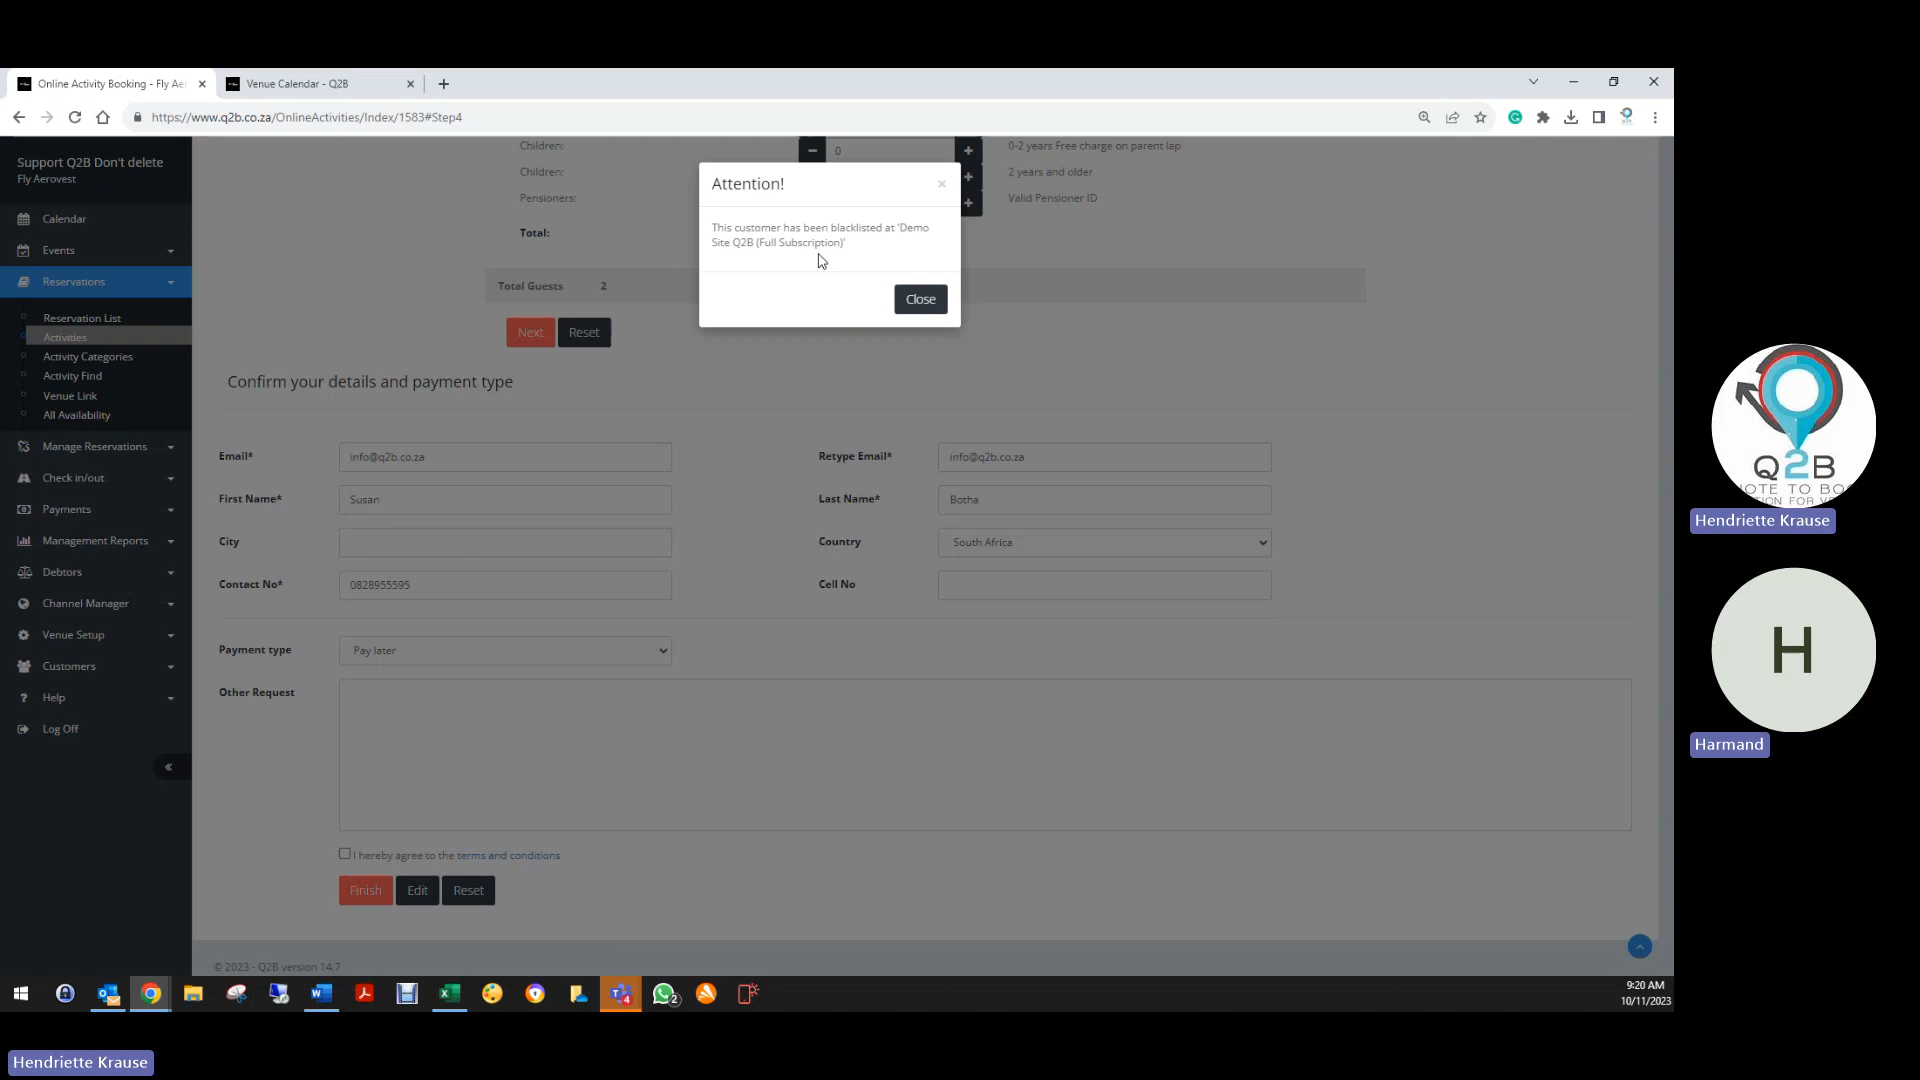 Online Activity Booking - Fly Ae
Venue Calendar - Q2B
https://www.q2b.co.za/OnlineActivities/Index/1583#Step4
Support Q2B Don't delete
Fly Aerovest
Calendar
Events
Reservations
Reservation List
Activities
Activity Categories
Activity Find
Venue Link
All Availability
Manage Reservations
Check in/out
Payments
Management Reports
Debtors
Channel Manager
Venue Setup
Customers
Help
Log Off
Children: 0 0-2 years Free charge on parent lap
Children: 2 years and older
Pensioners: Valid Pensioner ID
Total:
Total Guests 2
Next Reset
Attention!
This customer has been blacklisted at 'Demo
Site Q2B (Full Subscription)'
Close
Confirm your details and payment type
Email* info@q2b.co.za Retype Email* info@q2b.co.za
First Name* Susan Last Name* Botha
City Country South Africa
Contact No* 0828955595 Cell No
Payment type Pay later
Other Request
I hereby agree to the terms and conditions
Finish Edit Reset
© 2023 - Q2B version 14.7
9:20 AM
10/11/2023
Q2B
Hendriette Krause
H
Harmand
Hendriette Krause